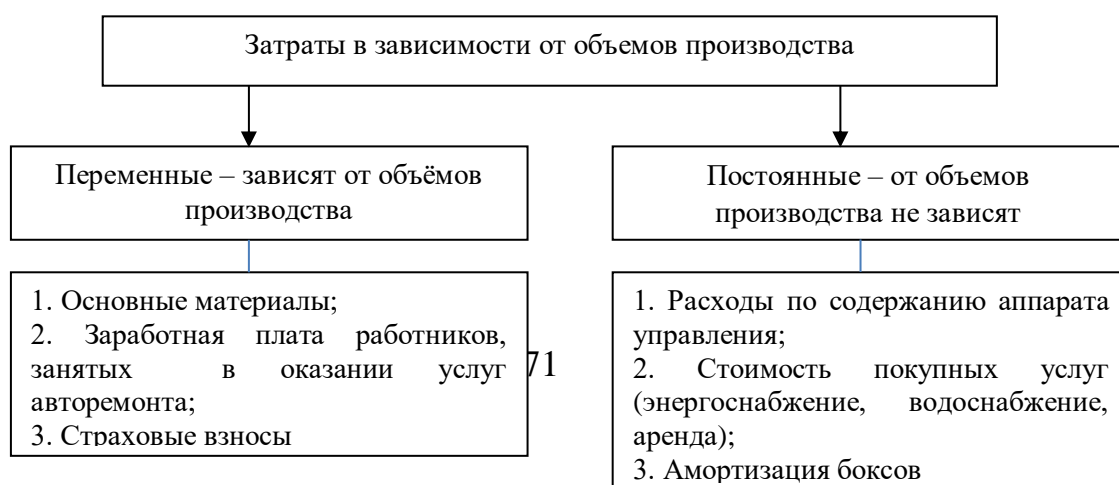 Затраты в зависимости от объемов производства
Переменные – зависят от объёмов
производства
Постоянные – от объемов
производства не зависят
1. Основные материалы;
2. Заработная плата работников,
занятых в оказании услуг
авторемонта;
3. Страховые взносы
71
1. Расходы по содержанию аппарата
управления;
2. Стоимость покупных услуг
(энергоснабжение, водоснабжение,
аренда);
3. Амортизация боксов